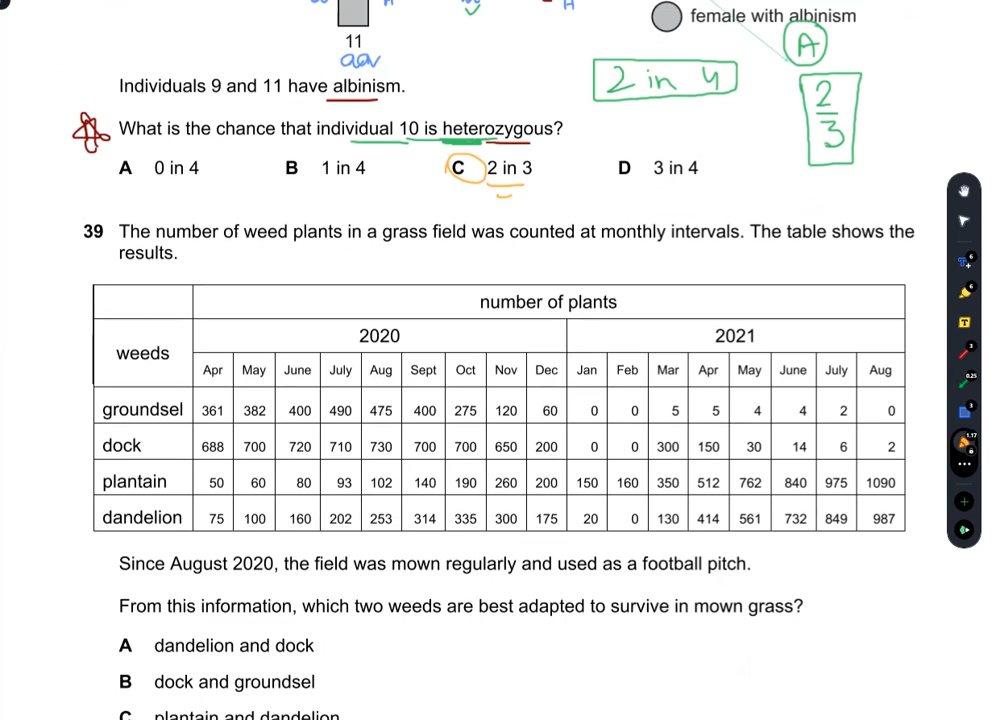 11
aa
female with albinism
A
Individuals 9 and 11 have albinism.
2 in 4
2
3
What is the chance that individual 10 is heterozygous?
A 0 in 4 B 1 in 4 C 2 in 3 D 3 in 4
39 The number of weed plants in a grass field was counted at monthly intervals. The table shows the
results.
number of plants
weeds 2020 2021
Apr May June July Aug Sept Oct Nov Dec Jan Feb Mar Apr May June July Aug
groundsel 361 382 400 490 475 400 275 120 60 0 0 5 5 4 4 2 0
dock 688 700 720 710 730 700 700 650 200 0 0 300 150 30 14 6 2
plantain 50 60 80 93 102 140 190 260 200 150 160 350 512 762 840 975 1090
dandelion 75 100 160 202 253 314 335 300 175 20 0 130 414 561 732 849 987
Since August 2020, the field was mown regularly and used as a football pitch.
From this information, which two weeds are best adapted to survive in mown grass?
A dandelion and dock
B dock and groundsel
C plantain and dandelion